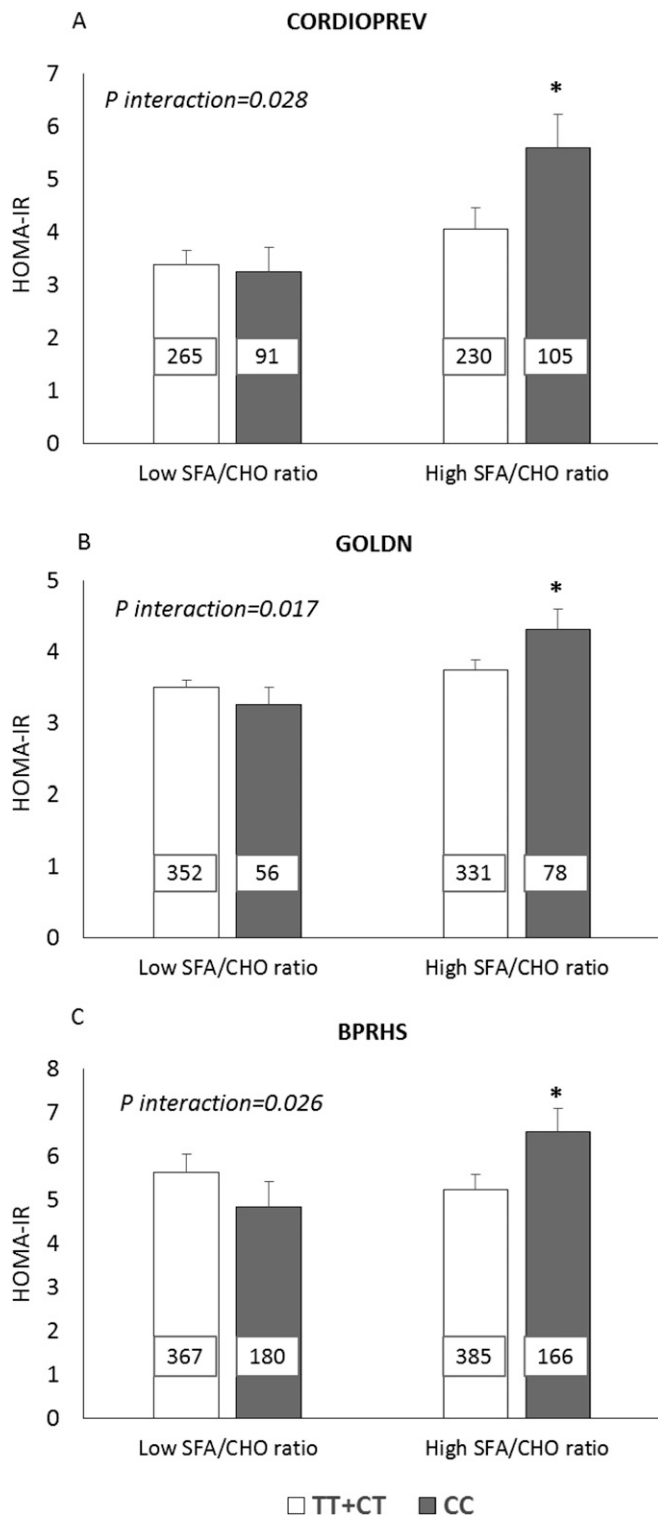 A
CORDIOPREV
P interaction=0.028
*
HOMA-IR
7
6
5
4
3
2
1
0
265
91
230
105
Low SFA/CHO ratio
High SFA/CHO ratio
B
GOLDN
P interaction=0.017
*
HOMA-IR
5
4
3
2
1
0
352
56
331
78
Low SFA/CHO ratio
High SFA/CHO ratio
C
BPRHS
P interaction=0.026
*
HOMA-IR
8
7
6
5
4
3
2
1
0
367
180
385
166
Low SFA/CHO ratio
High SFA/CHO ratio
TT+CT
CC